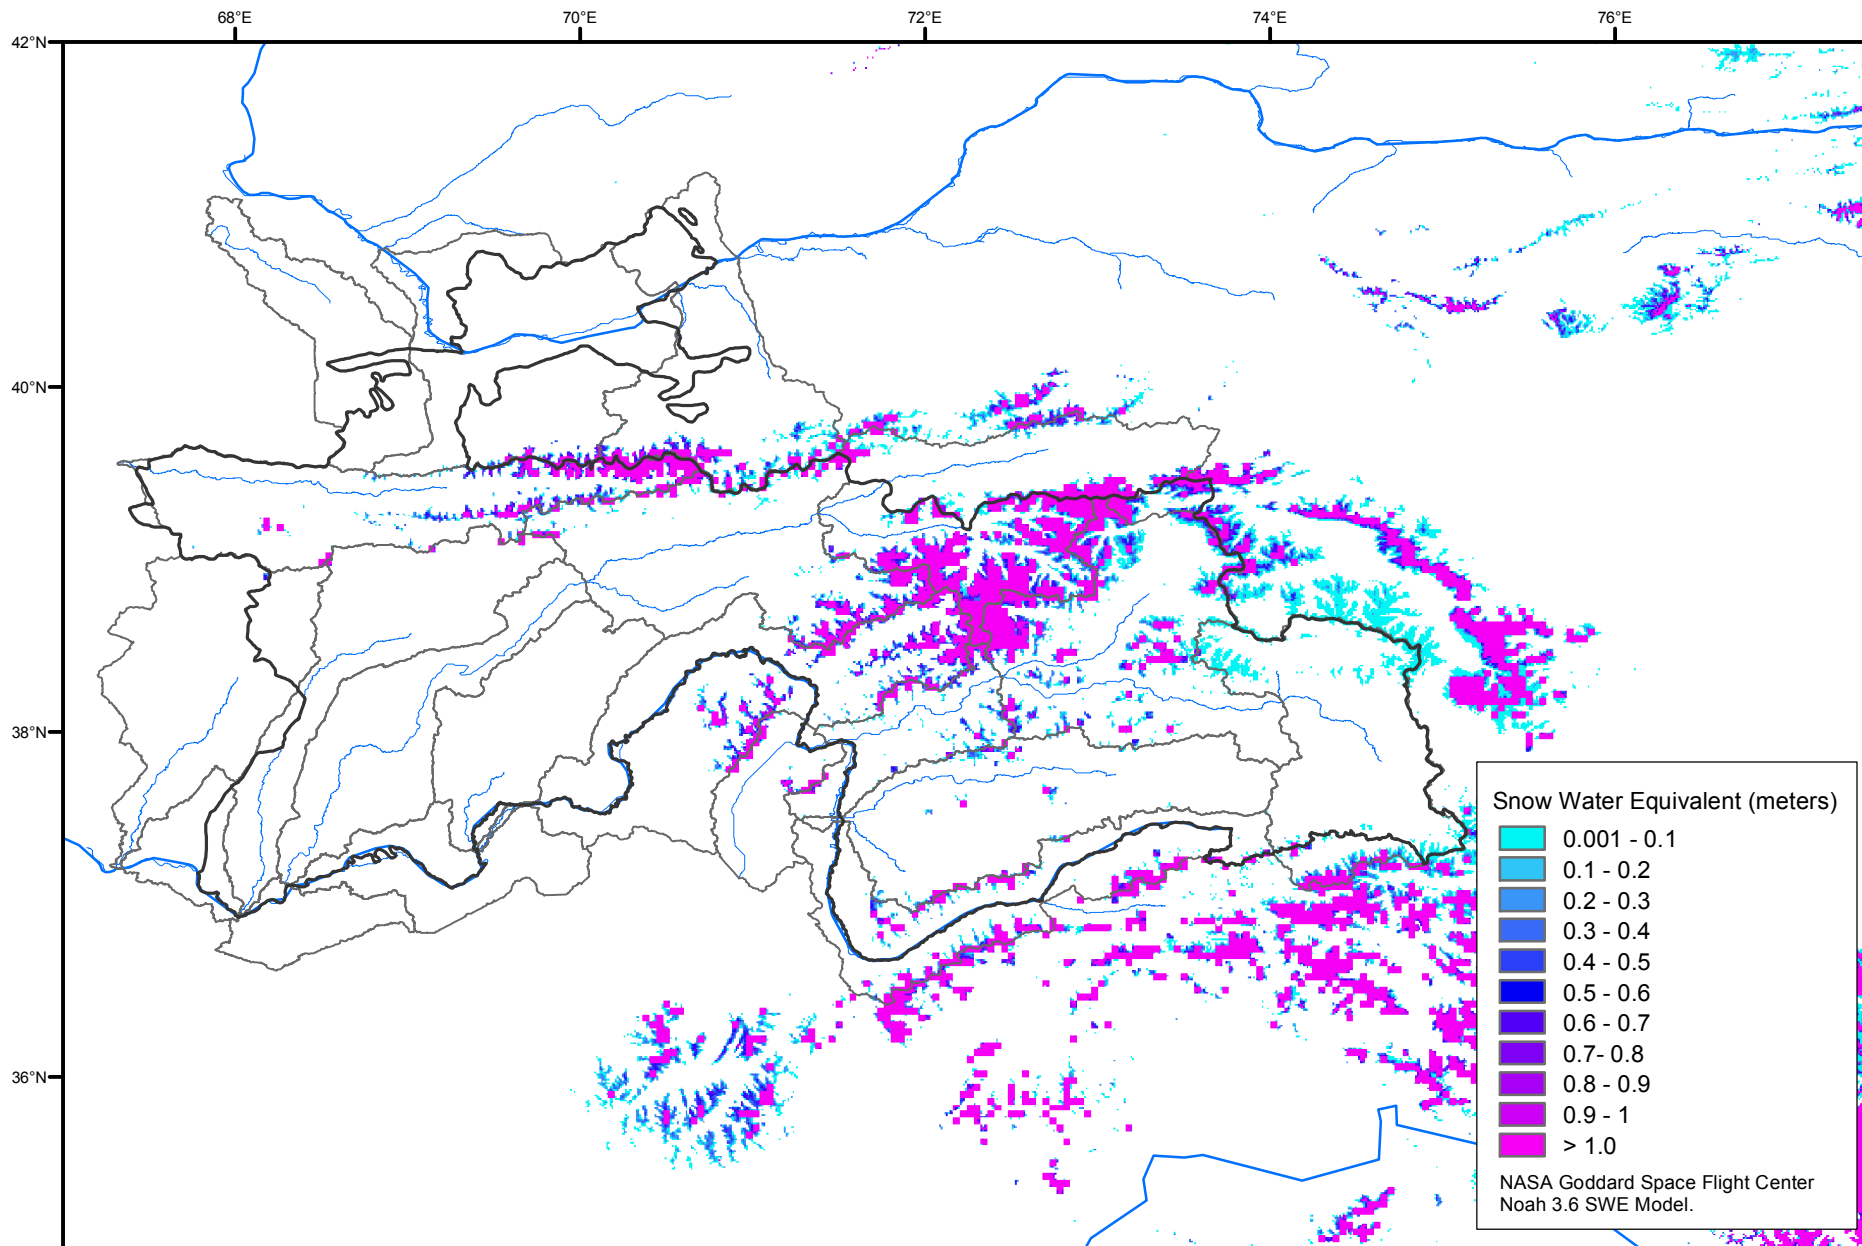 68°E 70°E 72°E 74°E 76°E
42°N
40°N
38°N
36°N
Snow Water Equivalent (meters)
0.001 - 0.1
0.1 - 0.2
0.2 - 0.3
0.3 - 0.4
0.4 - 0.5
0.5 - 0.6
0.6 - 0.7
0.7- 0.8
0.8 - 0.9
0.9 - 1
> 1.0
NASA Goddard Space Flight Center
Noah 3.6 SWE Model.